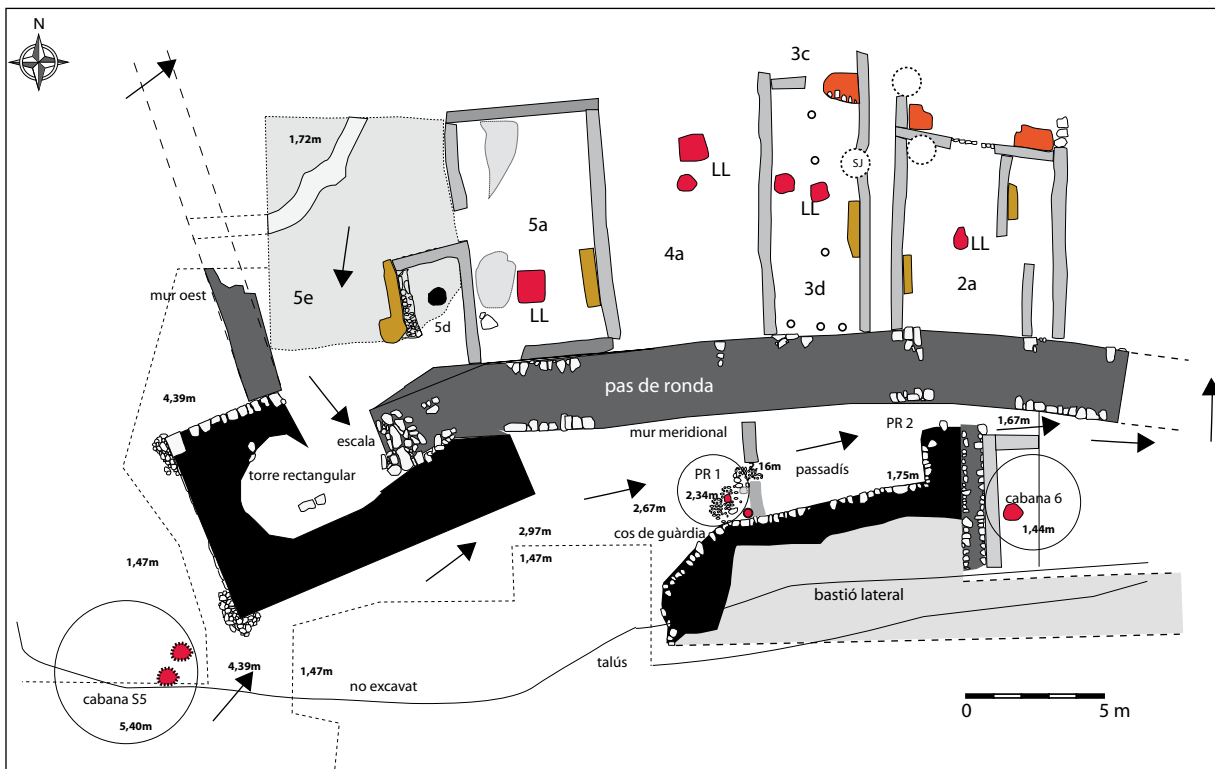 N
3c
1,72m
SJ
LL
LL
LL
5a
4a
LL
mur oest
5e
5d
3d
2a
LL
pas de ronda
4,39m
escala
mur meridional
PR 2
1,67m
torre rectangular
PR 1
2,16m
passadís
1,75m
2,34m
cabana 6
2,67m
1,44m
2,97m
cos de guàrdia
1,47m
1,47m
bastió lateral
talús
4,39m
1,47m
no excavat
cabana S5
5,40m
0 5 m